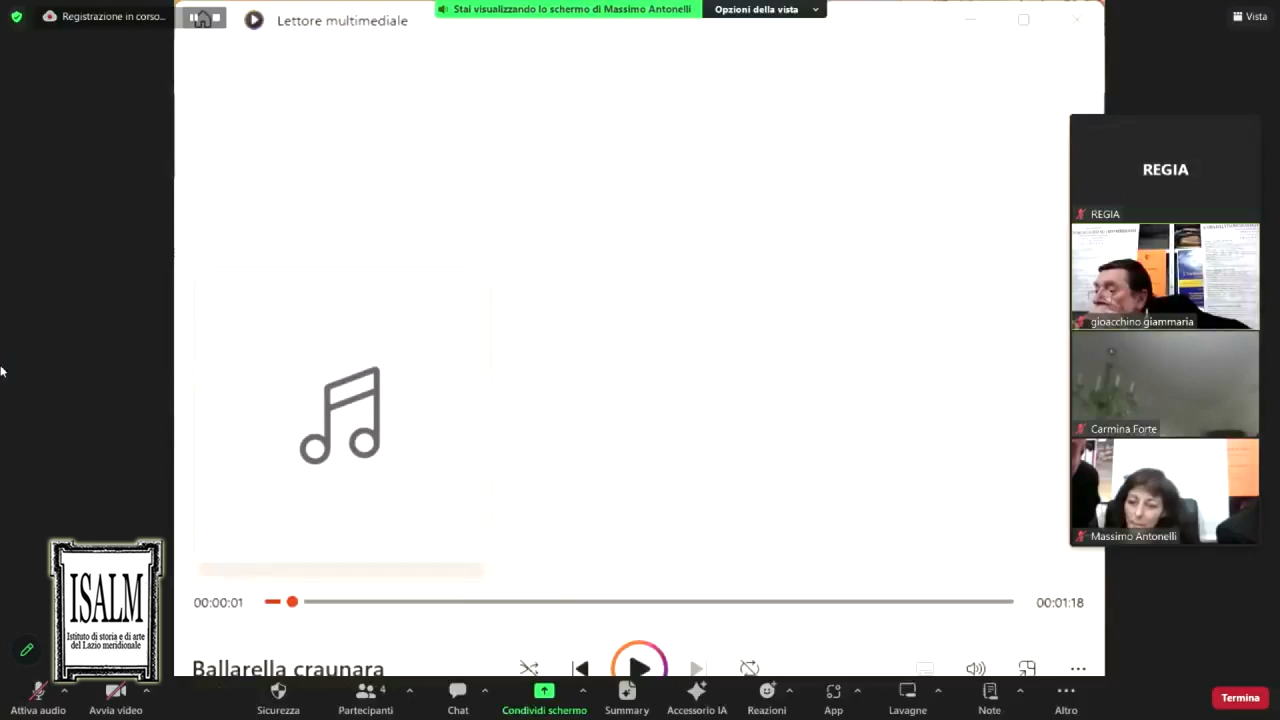 Registrazione in corso...
Lettore multimediale
Stai visualizzando lo schermo di Massimo Antonelli
Opzioni della vista
Vista
REGIA
REGIA
gioacchino giammaria
Carmina Forte
Massimo Antonelli
ISALM
Istituto di storia e di arte
del Lazio meridionale
00:00:01
00:01:18
Ballarella craunara
4
Attiva audio
Avvia video
Sicurezza
Partecipanti
Chat
Condividi schermo
Summary
Accessorio IA
Reazioni
App
Lavagne
Note
Altro
Termina